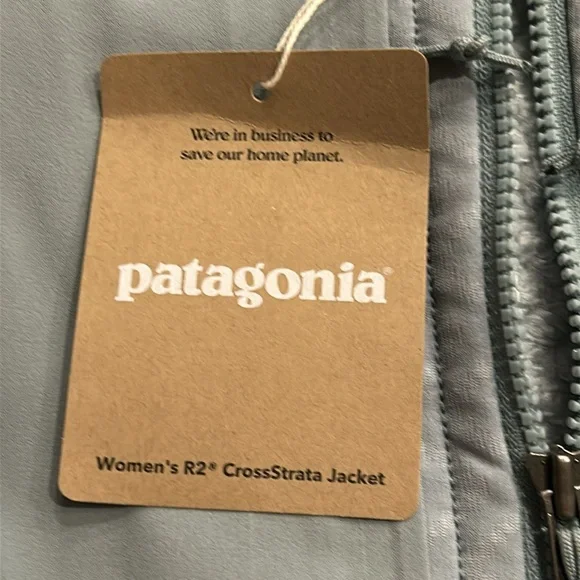 We're in business to
save our home planet.
patagonia®
Women's R2® CrossStrata Jacket